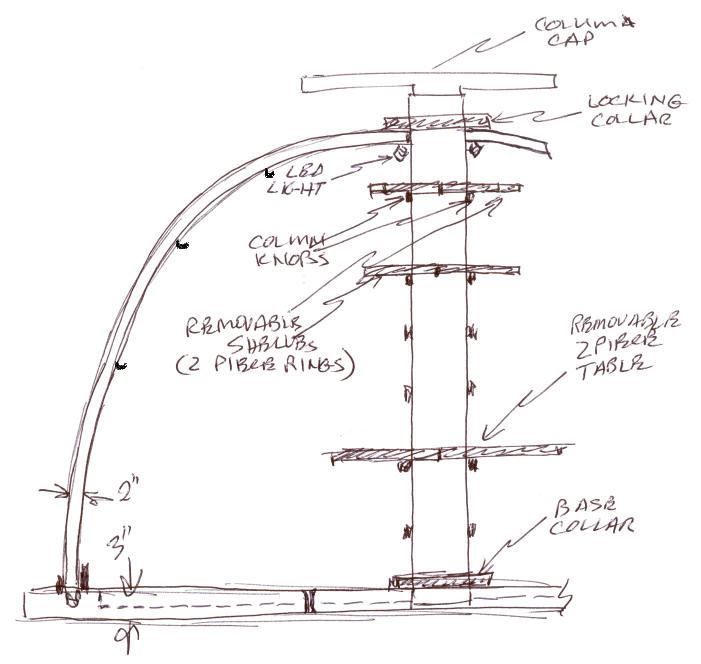 COLUMN
CAP
LOCKING
COLLAR
LED
LIGHT
COLUMN
KNOBS
REMOVABLE
SHELVES
(2 PIECE RINGS)
REMOVABLE
2 PIECE
TABLE
2"
3"
BASE
COLLAR